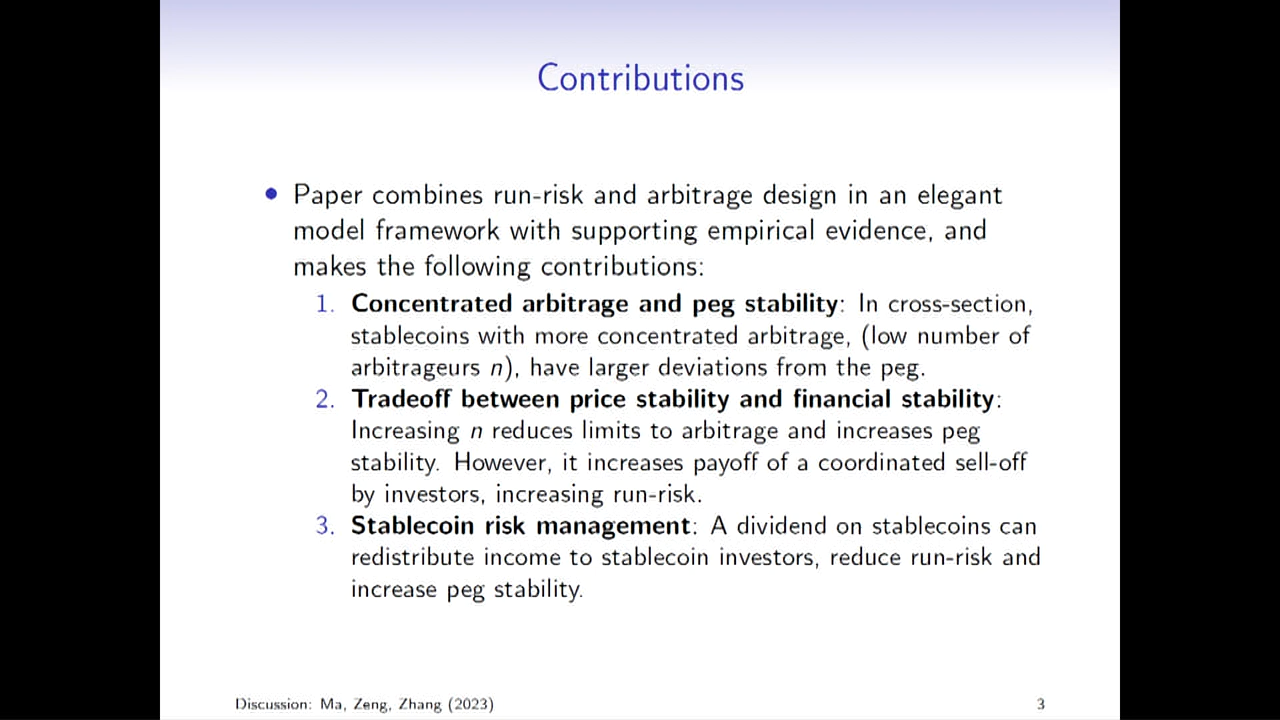 Contributions
• Paper combines run-risk and arbitrage design in an elegant
model framework with supporting empirical evidence, and
makes the following contributions:
1. Concentrated arbitrage and peg stability: In cross-section,
stablecoins with more concentrated arbitrage, (low number of
arbitrageurs n), have larger deviations from the peg.
2. Tradeoff between price stability and financial stability:
Increasing n reduces limits to arbitrage and increases peg
stability. However, it increases payoff of a coordinated sell-off
by investors, increasing run-risk.
3. Stablecoin risk management: A dividend on stablecoins can
redistribute income to stablecoin investors, reduce run-risk and
increase peg stability.
Discussion: Ma, Zeng, Zhang (2023) 3